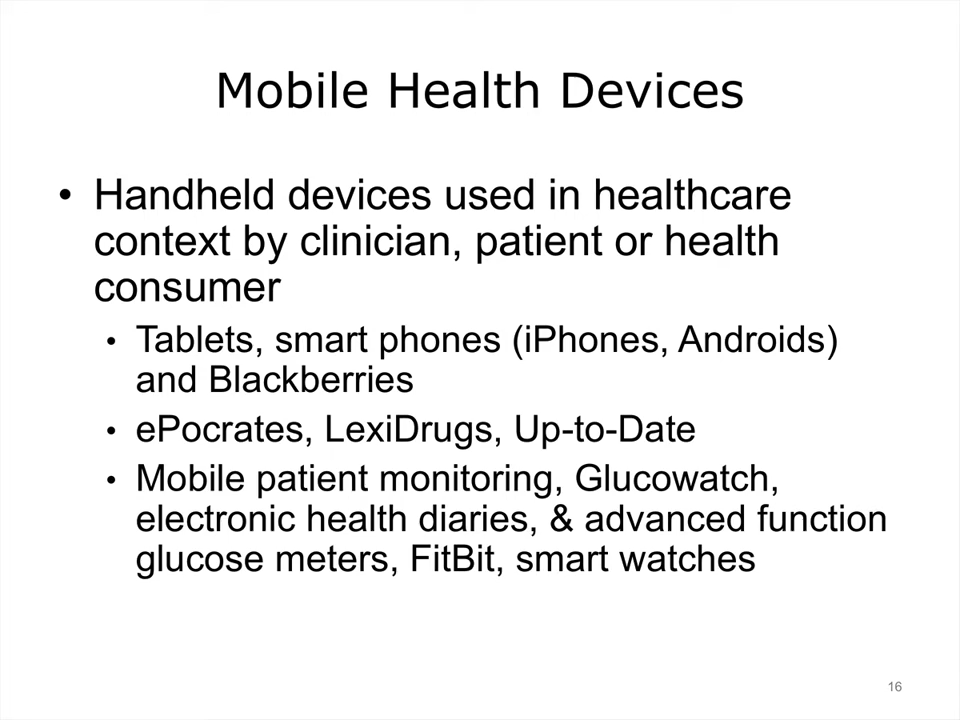 Mobile Health Devices
• Handheld devices used in healthcare
context by clinician, patient or health
consumer
• Tablets, smart phones (iPhones, Androids)
and Blackberries
• ePocrates, LexiDrugs, Up-to-Date
• Mobile patient monitoring, Glucowatch,
electronic health diaries, & advanced function
glucose meters, FitBit, smart watches
16